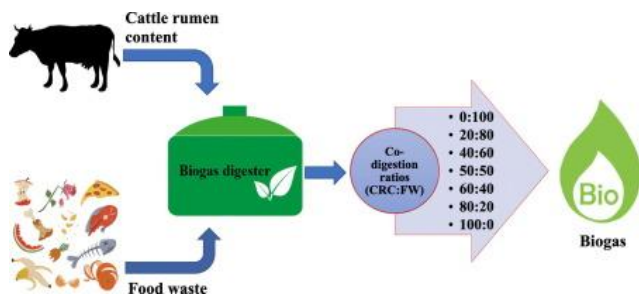 Cattle rumen
content
Biogas digester
Co-
digestion
ratios
(CRC:FW)
• 0:100
• 20:80
• 40:60
• 50:50
• 60:40
• 80:20
• 100:0
Bio
Biogas
Food waste